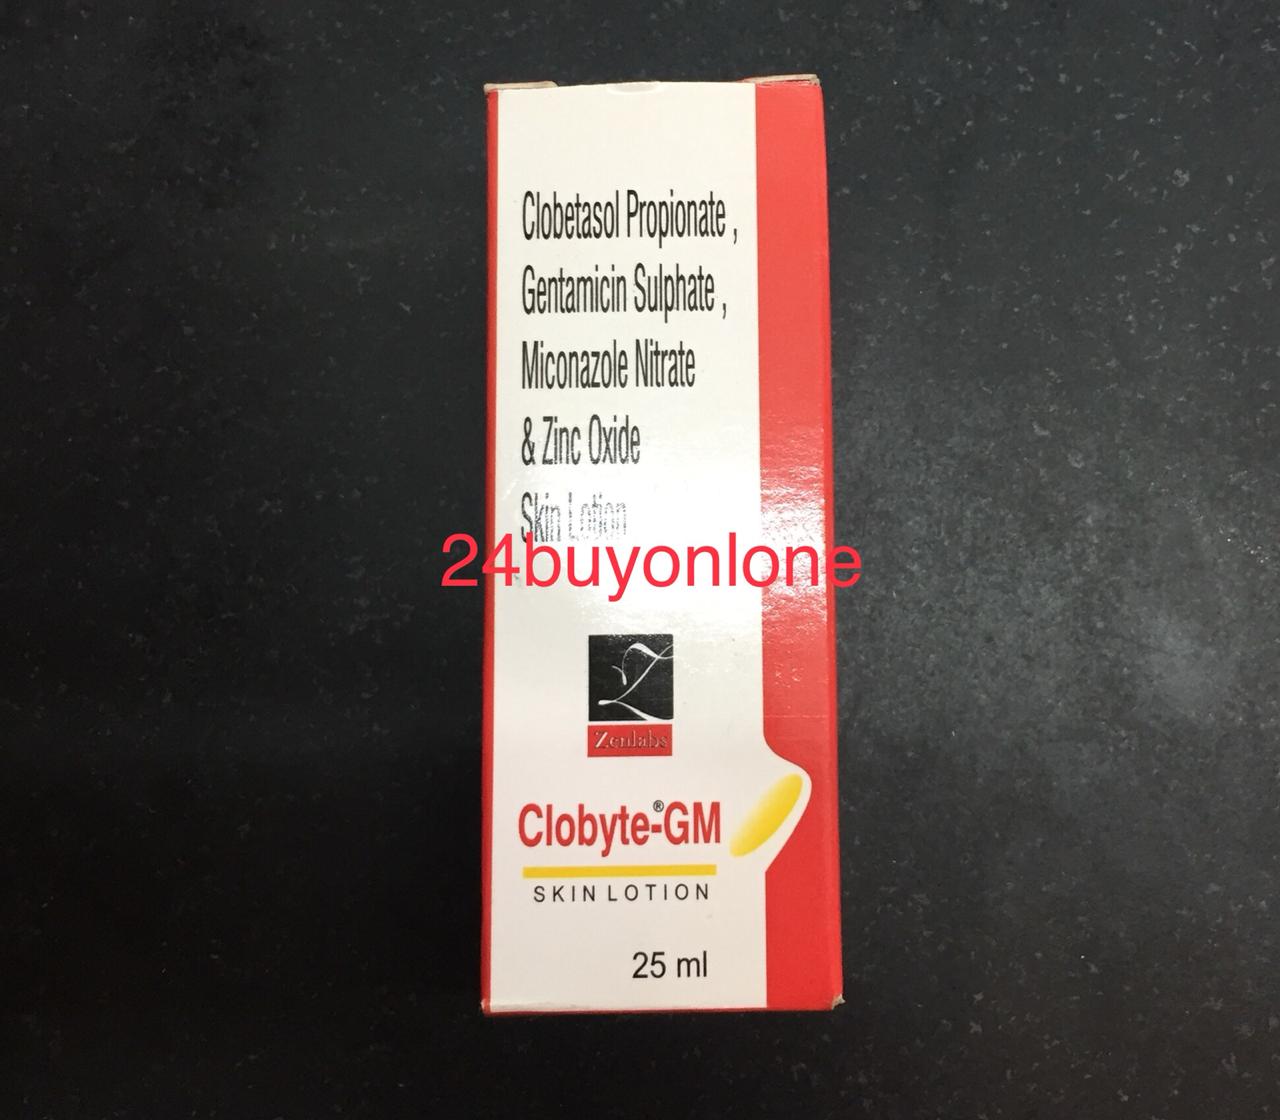 Clobetasol Propionate ,
Gentamicin Sulphate ,
Miconazole Nitrate
& Zinc Oxide
Skin Lotion
24buyonlone
Zenlabs
Clobyte®-GM
SKIN LOTION
25 ml